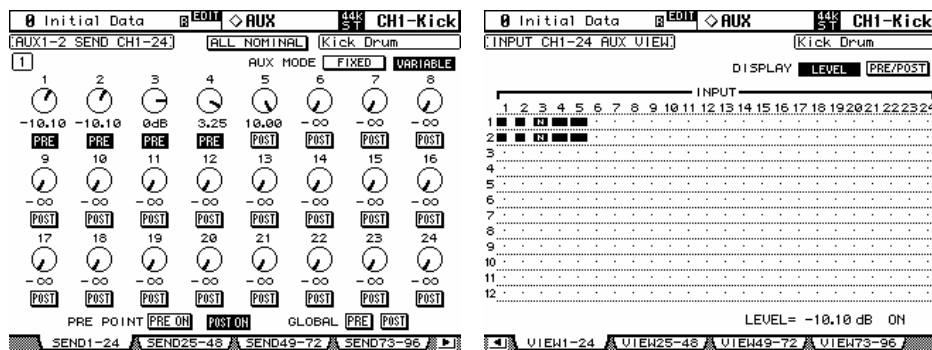 0 Initial Data R EDIT ◇AUX 44K ST CH1-Kick
AUX1-2 SEND CH1-24 ALL NOMINAL Kick Drum
1 AUX MODE FIXED VARIABLE
1 2 3 4 5 6 7 8
-10.10 -10.10 0dB 3.25 10.00 -∞ -∞ -∞
PRE PRE PRE PRE POST POST POST POST
9 10 11 12 13 14 15 16
-∞ -∞ -∞ -∞ -∞ -∞ -∞ -∞
POST POST POST POST POST POST POST POST
17 18 19 20 21 22 23 24
-∞ -∞ -∞ -∞ -∞ -∞ -∞ -∞
POST POST POST POST POST POST POST POST
PRE POINT PRE ON POST ON GLOBAL PRE POST
SEND1-24 SEND25-48 SEND49-72 SEND73-96
0 Initial Data R EDIT ◇AUX 44K ST CH1-Kick
INPUT CH1-24 AUX VIEW Kick Drum
DISPLAY LEVEL PRE/POST
INPUT
1 2 3 4 5 6 7 8 9 10 11 12 13 14 15 16 17 18 19 20 21 22 23 24
1 N
2 N
3
4
5
6
7
8
9
10
11
12
LEVEL= -10.10 dB ON
VIEW1-24 VIEW25-48 VIEW49-72 VIEW73-96